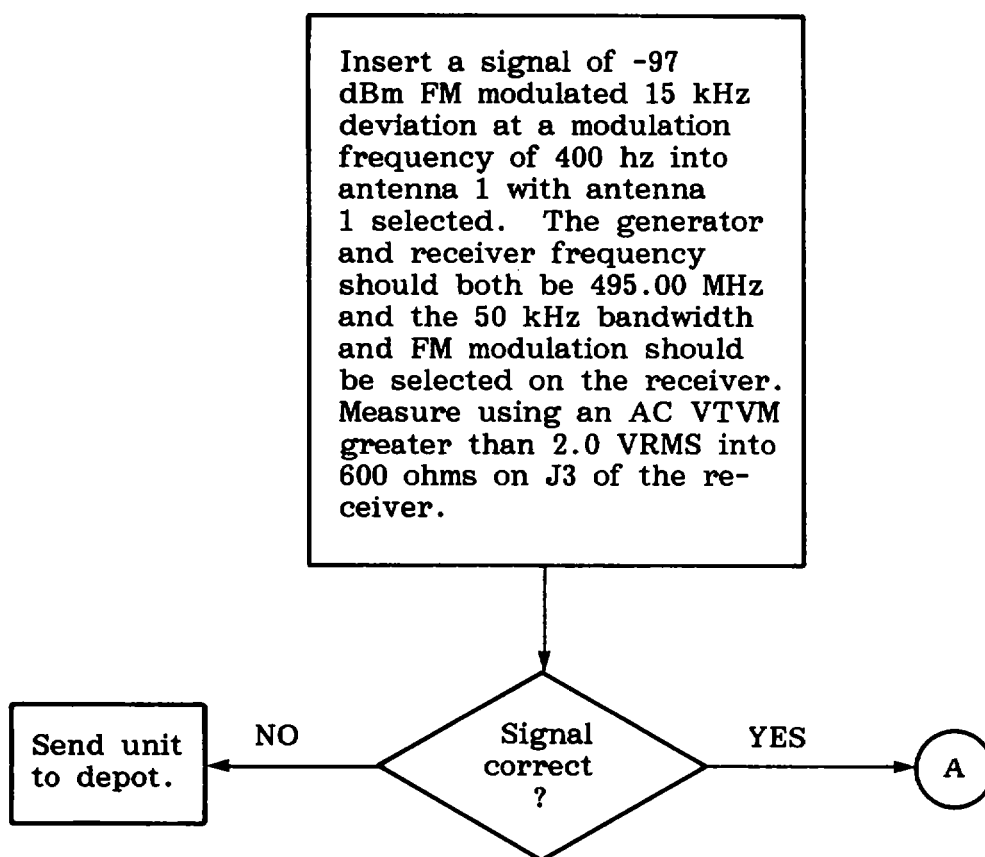 Insert a signal of -97
dBm FM modulated 15 kHz
deviation at a modulation
frequency of 400 hz into
antenna 1 with antenna
1 selected. The generator
and receiver frequency
should both be 495.00 MHz
and the 50 kHz bandwidth
and FM modulation should
be selected on the receiver.
Measure using an AC VTVM
greater than 2.0 VRMS into
600 ohms on J3 of the re-
ceiver.
Signal
correct
?
NO
Send unit
to depot.
YES
A